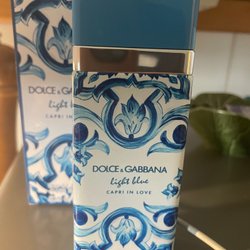 DOLCE & GABBANA
light blue
CAPRI IN LOVE
DOLCE & GABBANA
light blue
CAPRI IN LOVE